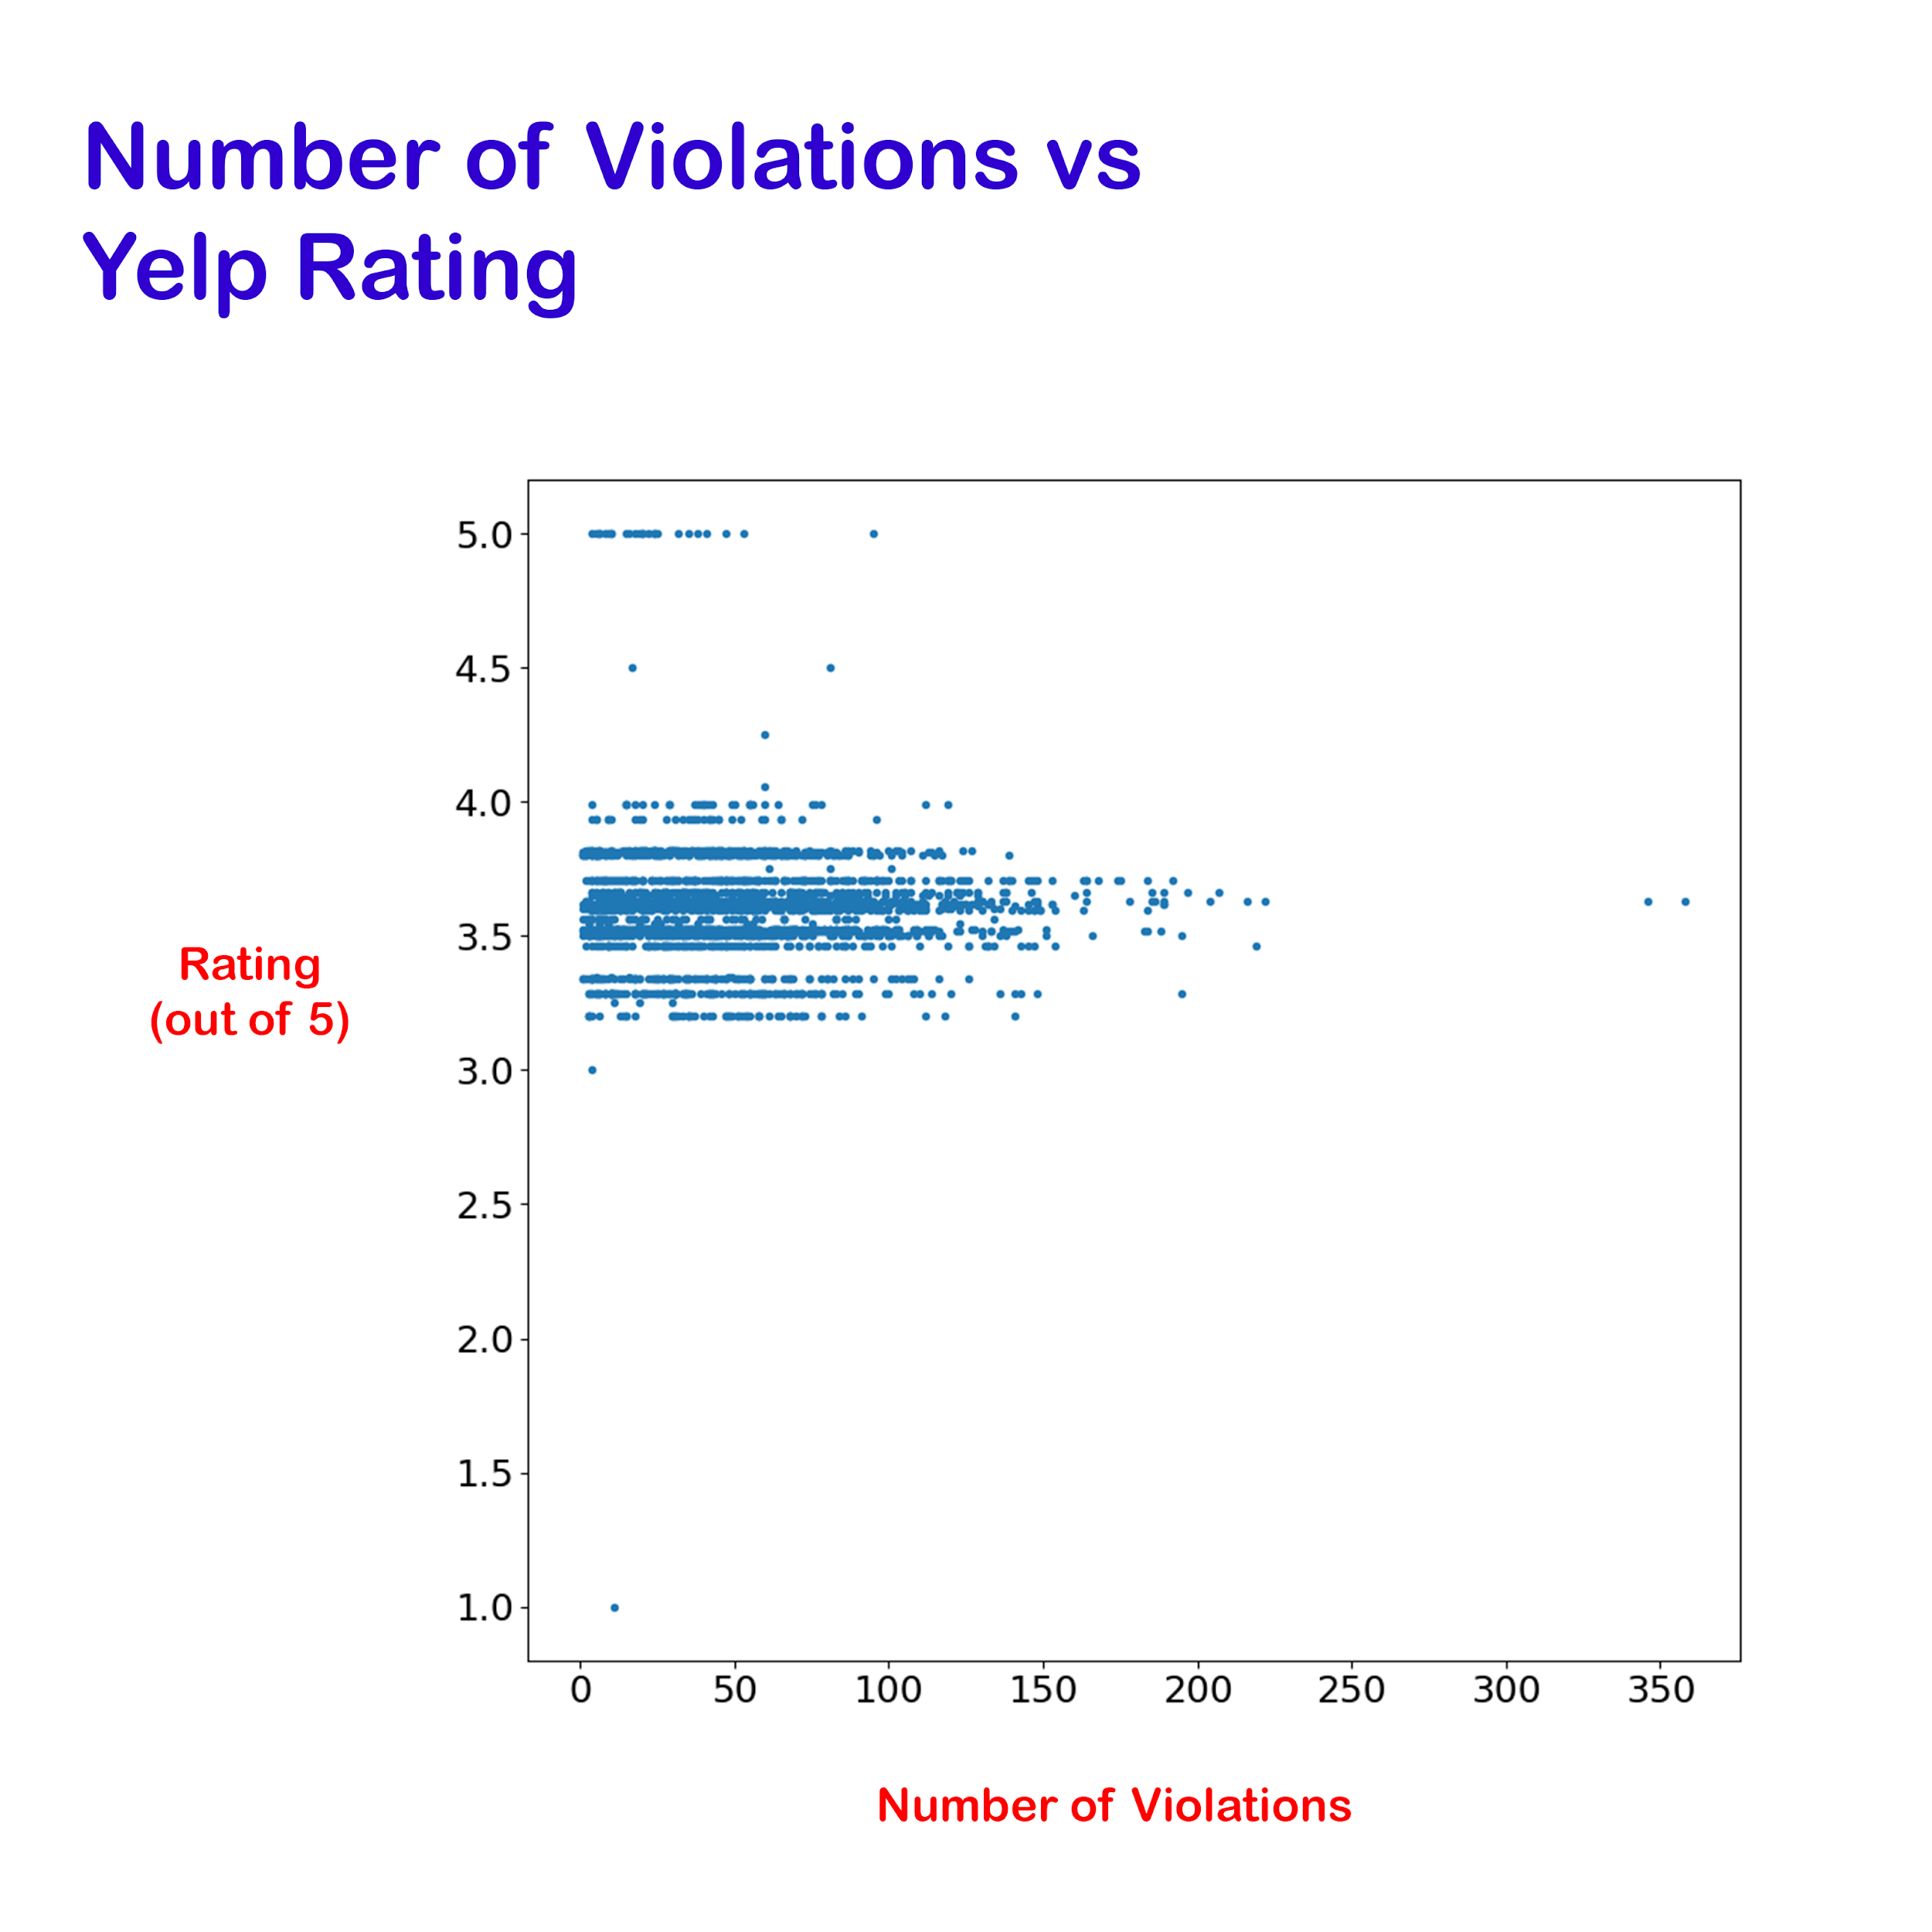 Number of Violations vs
Yelp Rating
5.0
4.5
4.0
3.5
3.0
2.5
2.0
1.5
1.0
Rating
(out of 5)
0 50 100 150 200 250 300 350
Number of Violations